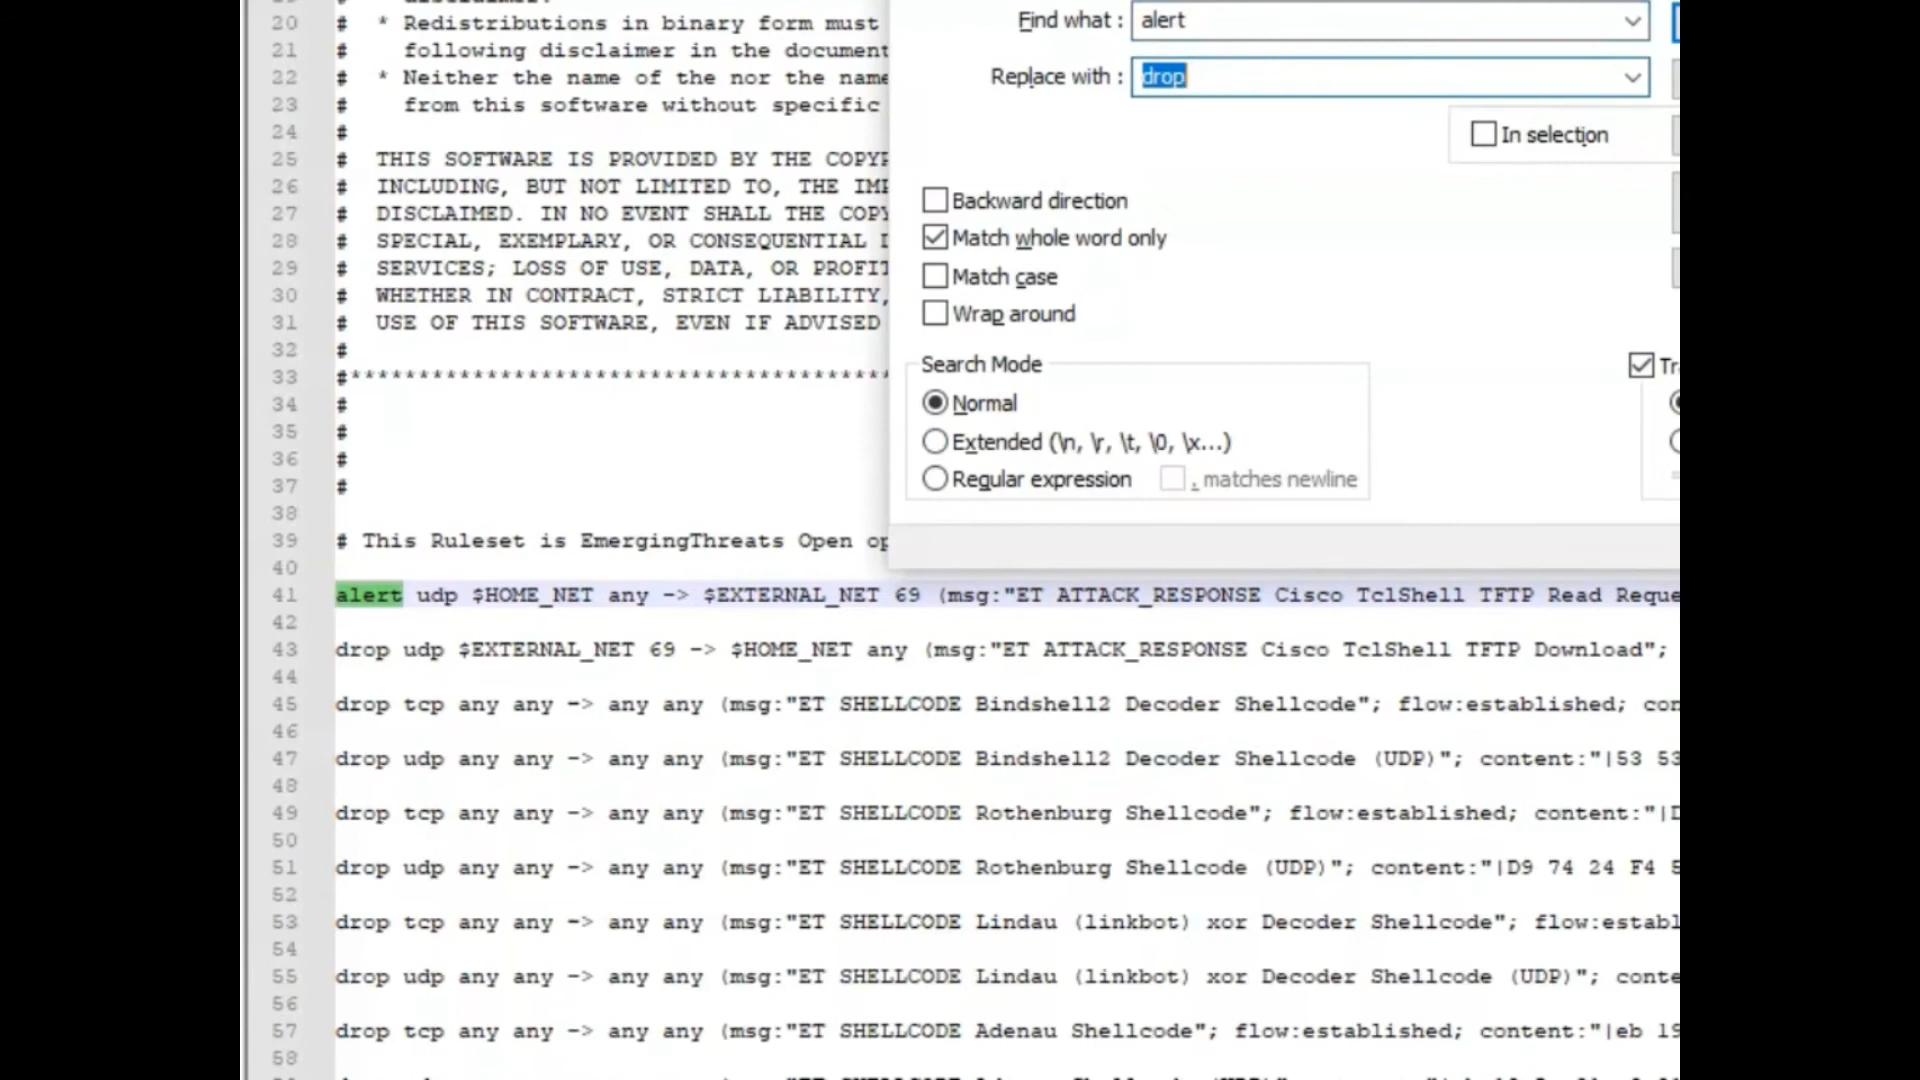 20 # * Redistributions in binary form must
21 # following disclaimer in the document
22 # * Neither the name of the nor the name
23 # from this software without specific
24 #
25 # THIS SOFTWARE IS PROVIDED BY THE COPYR
26 # INCLUDING, BUT NOT LIMITED TO, THE IMP
27 # DISCLAIMED. IN NO EVENT SHALL THE COPY
28 # SPECIAL, EXEMPLARY, OR CONSEQUENTIAL D
29 # SERVICES; LOSS OF USE, DATA, OR PROFIT
30 # WHETHER IN CONTRACT, STRICT LIABILITY,
31 # USE OF THIS SOFTWARE, EVEN IF ADVISED
32 #
33 #****************************************
34 #
35 #
36 #
37 #
38
39 # This Ruleset is EmergingThreats Open op
40
Find what : alert
Replace with : drop
In selection
Backward direction
Match whole word only
Match case
Wrap around
Search Mode
Normal
Extended (\n, \r, \t, \0, \x...)
Regular expression . matches newline
Tr
41 alert udp $HOME_NET any -> $EXTERNAL_NET 69 (msg:"ET ATTACK_RESPONSE Cisco TclShell TFTP Read Reque
42
43 drop udp $EXTERNAL_NET 69 -> $HOME_NET any (msg:"ET ATTACK_RESPONSE Cisco TclShell TFTP Download";
44
45 drop tcp any any -> any any (msg:"ET SHELLCODE Bindshell2 Decoder Shellcode"; flow:established; con
46
47 drop udp any any -> any any (msg:"ET SHELLCODE Bindshell2 Decoder Shellcode (UDP)"; content:"|53 53
48
49 drop tcp any any -> any any (msg:"ET SHELLCODE Rothenburg Shellcode"; flow:established; content:"|D
50
51 drop udp any any -> any any (msg:"ET SHELLCODE Rothenburg Shellcode (UDP)"; content:"|D9 74 24 F4 5
52
53 drop tcp any any -> any any (msg:"ET SHELLCODE Lindau (linkbot) xor Decoder Shellcode"; flow:establ
54
55 drop udp any any -> any any (msg:"ET SHELLCODE Lindau (linkbot) xor Decoder Shellcode (UDP)"; conte
56
57 drop tcp any any -> any any (msg:"ET SHELLCODE Adenau Shellcode"; flow:established; content:"|eb 19
58